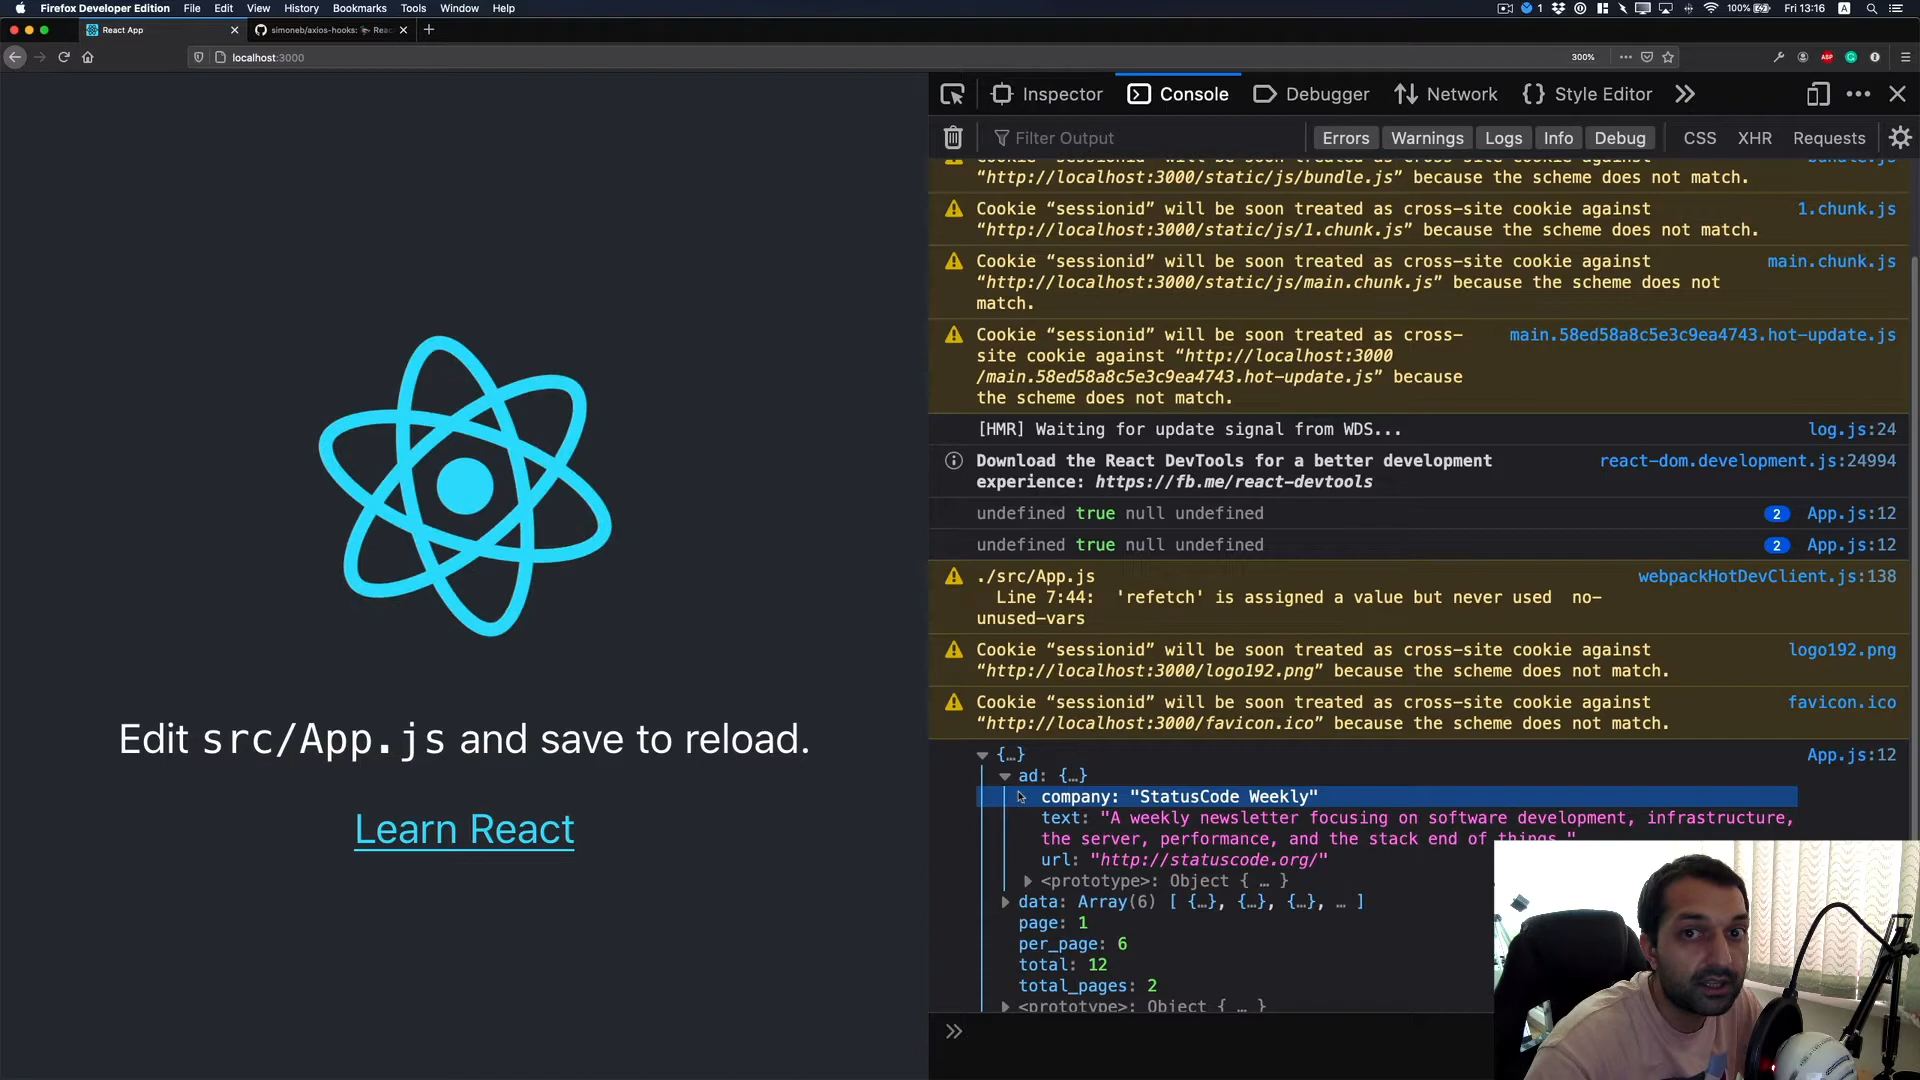 Firefox Developer Edition File Edit View History Bookmarks Tools Window Help 1 100% Fri 13:16 A
React App simoneb/axios-hooks: Reac
localhost:3000 300% ABP
Inspector Console Debugger Network Style Editor
Filter Output Errors Warnings Logs Info Debug CSS XHR Requests
“http://localhost:3000/static/js/bundle.js” because the scheme does not match.
Cookie “sessionid” will be soon treated as cross-site cookie against 1.chunk.js
“http://localhost:3000/static/js/1.chunk.js” because the scheme does not match.
Cookie “sessionid” will be soon treated as cross-site cookie against main.chunk.js
“http://localhost:3000/static/js/main.chunk.js” because the scheme does not
match.
Cookie “sessionid” will be soon treated as cross- main.58ed58a8c5e3c9ea4743.hot-update.js
site cookie against “http://localhost:3000
/main.58ed58a8c5e3c9ea4743.hot-update.js” because
the scheme does not match.
[HMR] Waiting for update signal from WDS... log.js:24
Download the React DevTools for a better development react-dom.development.js:24994
experience: https://fb.me/react-devtools
undefined true null undefined 2 App.js:12
undefined true null undefined 2 App.js:12
./src/App.js webpackHotDevClient.js:138
Line 7:44: 'refetch' is assigned a value but never used no-
unused-vars
Cookie “sessionid” will be soon treated as cross-site cookie against logo192.png
“http://localhost:3000/logo192.png” because the scheme does not match.
Cookie “sessionid” will be soon treated as cross-site cookie against favicon.ico
“http://localhost:3000/favicon.ico” because the scheme does not match.
{…} App.js:12
ad: {…}
company: "StatusCode Weekly"
text: "A weekly newsletter focusing on software development, infrastructure,
the server, performance, and the stack end of things."
url: "http://statuscode.org/"
<prototype>: Object { … }
data: Array(6) [ {…}, {…}, {…}, … ]
page: 1
per_page: 6
total: 12
total_pages: 2
<prototype>: Object { … }
Edit src/App.js and save to reload.
Learn React